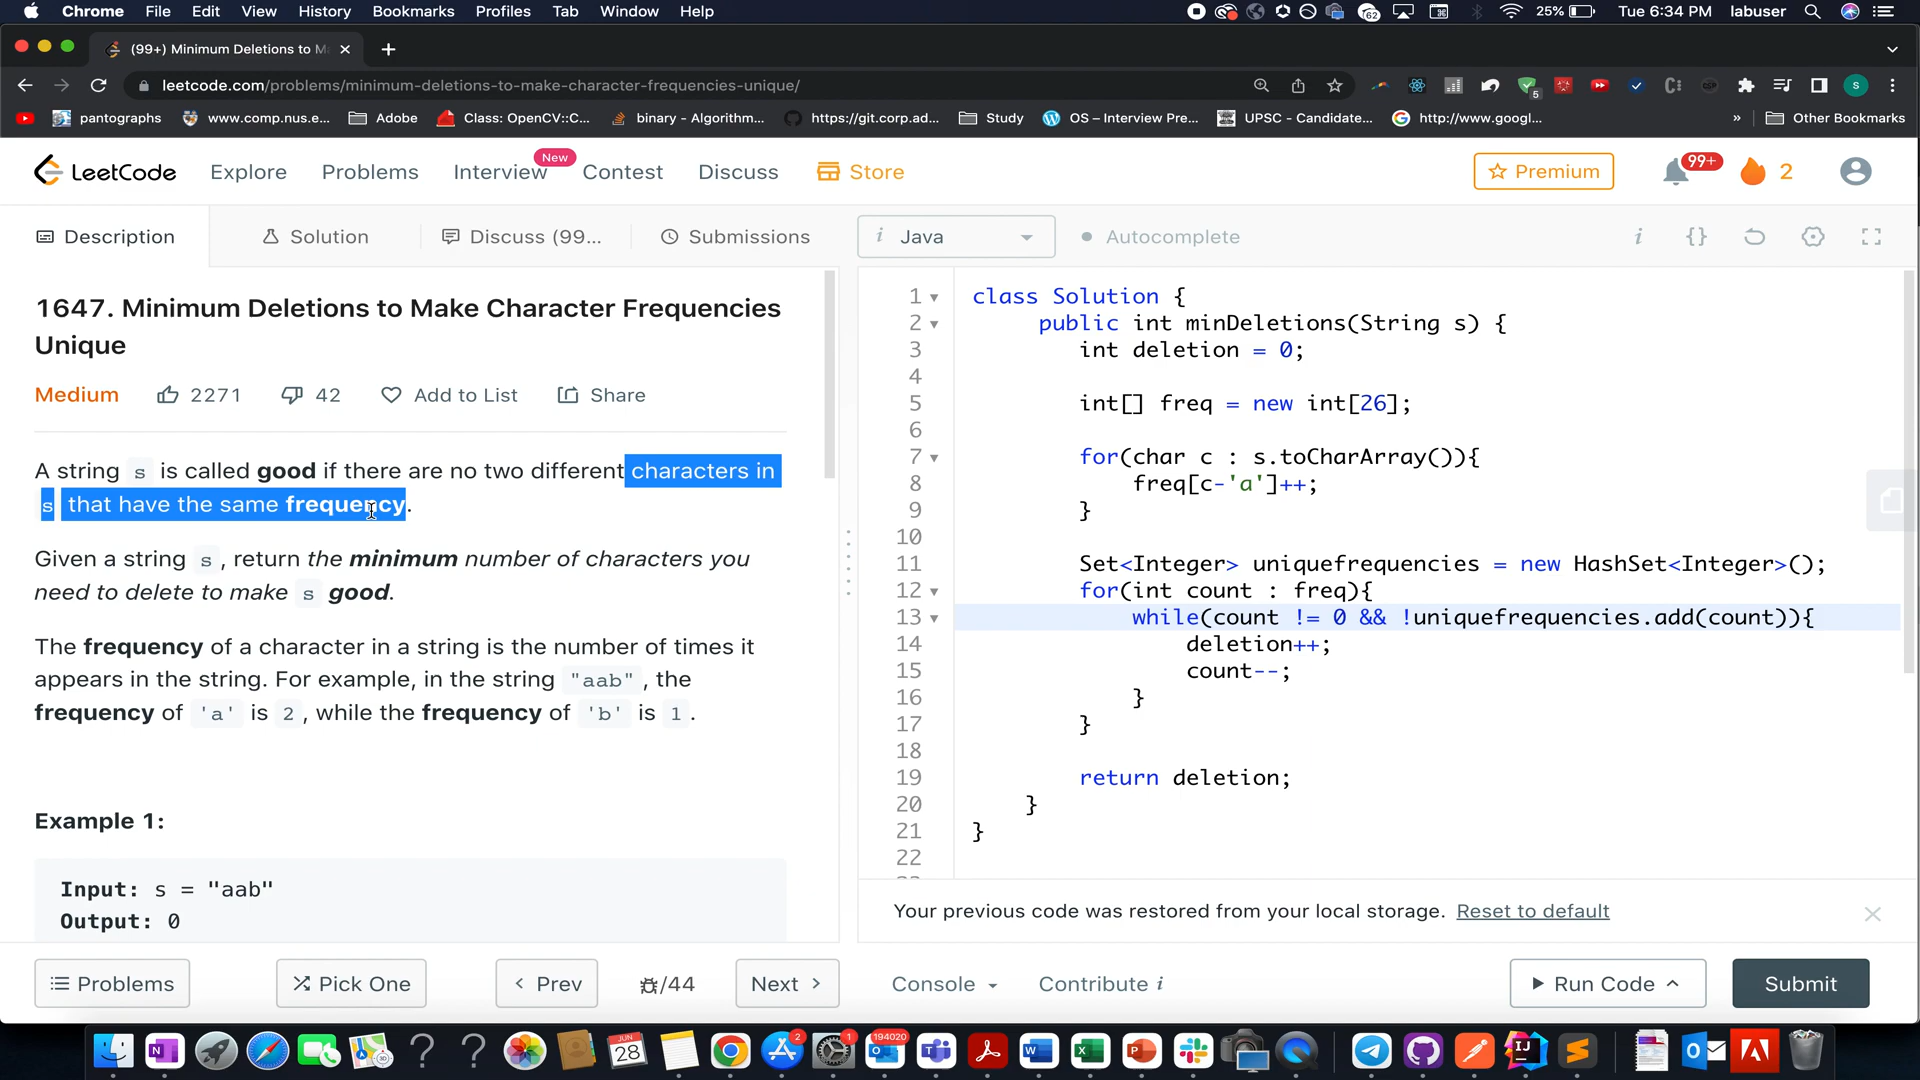 Chrome File Edit View History Bookmarks Profiles Tab Window Help 62 25% Tue 6:34 PM labuser
(99+) Minimum Deletions to M
leetcode.com/problems/minimum-deletions-to-make-character-frequencies-unique/ 5 S
pantographs www.comp.nus.e... Adobe Class: OpenCV::C... binary - Algorithm... https://git.corp.ad... Study OS – Interview Pre... UPSC - Candidate... http://www.googl... » Other Bookmarks
LeetCode Explore Problems Interview New Contest Discuss Store Premium 99+ 2
Description Solution Discuss (99... Submissions i Java Autocomplete i {}
1647. Minimum Deletions to Make Character Frequencies
Unique
Medium 2271 42 Add to List Share
A string s is called good if there are no two different characters in
s that have the same frequency.
Given a string s, return the minimum number of characters you
need to delete to make s good.
The frequency of a character in a string is the number of times it
appears in the string. For example, in the string "aab", the
frequency of 'a' is 2, while the frequency of 'b' is 1.
Example 1:
Input: s = "aab"
Output: 0
1 class Solution {
2 public int minDeletions(String s) {
3 int deletion = 0;
4
5 int[] freq = new int[26];
6
7 for(char c : s.toCharArray()){
8 freq[c-'a']++;
9 }
10
11 Set<Integer> uniquefrequencies = new HashSet<Integer>();
12 for(int count : freq){
13 while(count != 0 && !uniquefrequencies.add(count)){
14 deletion++;
15 count--;
16 }
17 }
18
19 return deletion;
20 }
21 }
22
Your previous code was restored from your local storage. Reset to default
Problems Pick One Prev /44 Next Console Contribute i Run Code Submit
N ? ? JUN 28 2 1 194020 W X P IJ O A